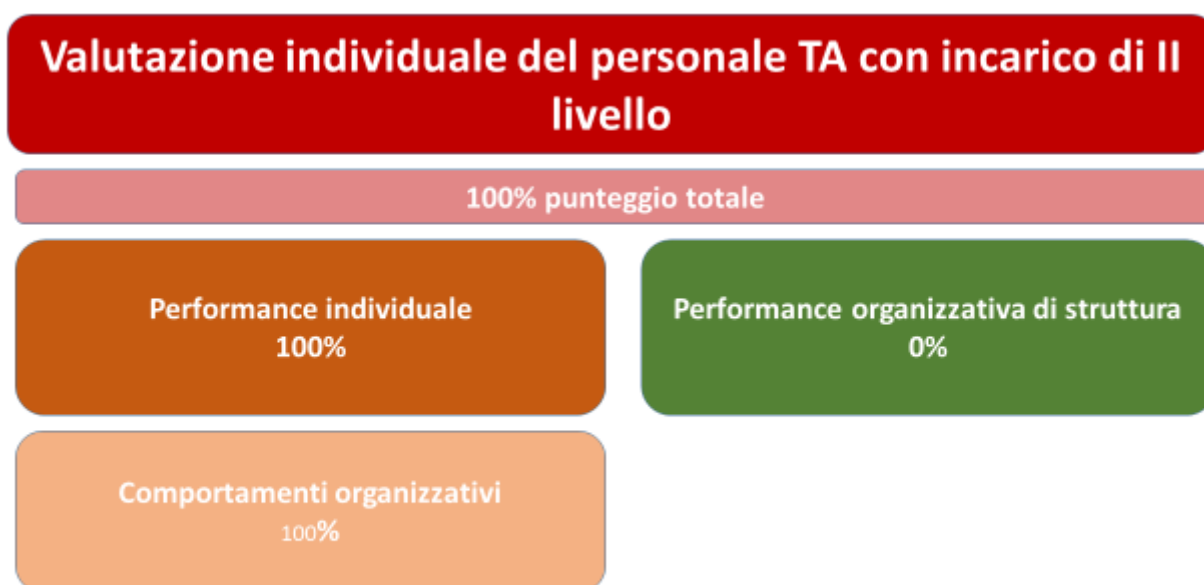 Valutazione individuale del personale TA con incarico di II
livello
100% punteggio totale
Performance individuale
100%
Performance organizzativa di struttura
0%
Comportamenti organizzativi
100%